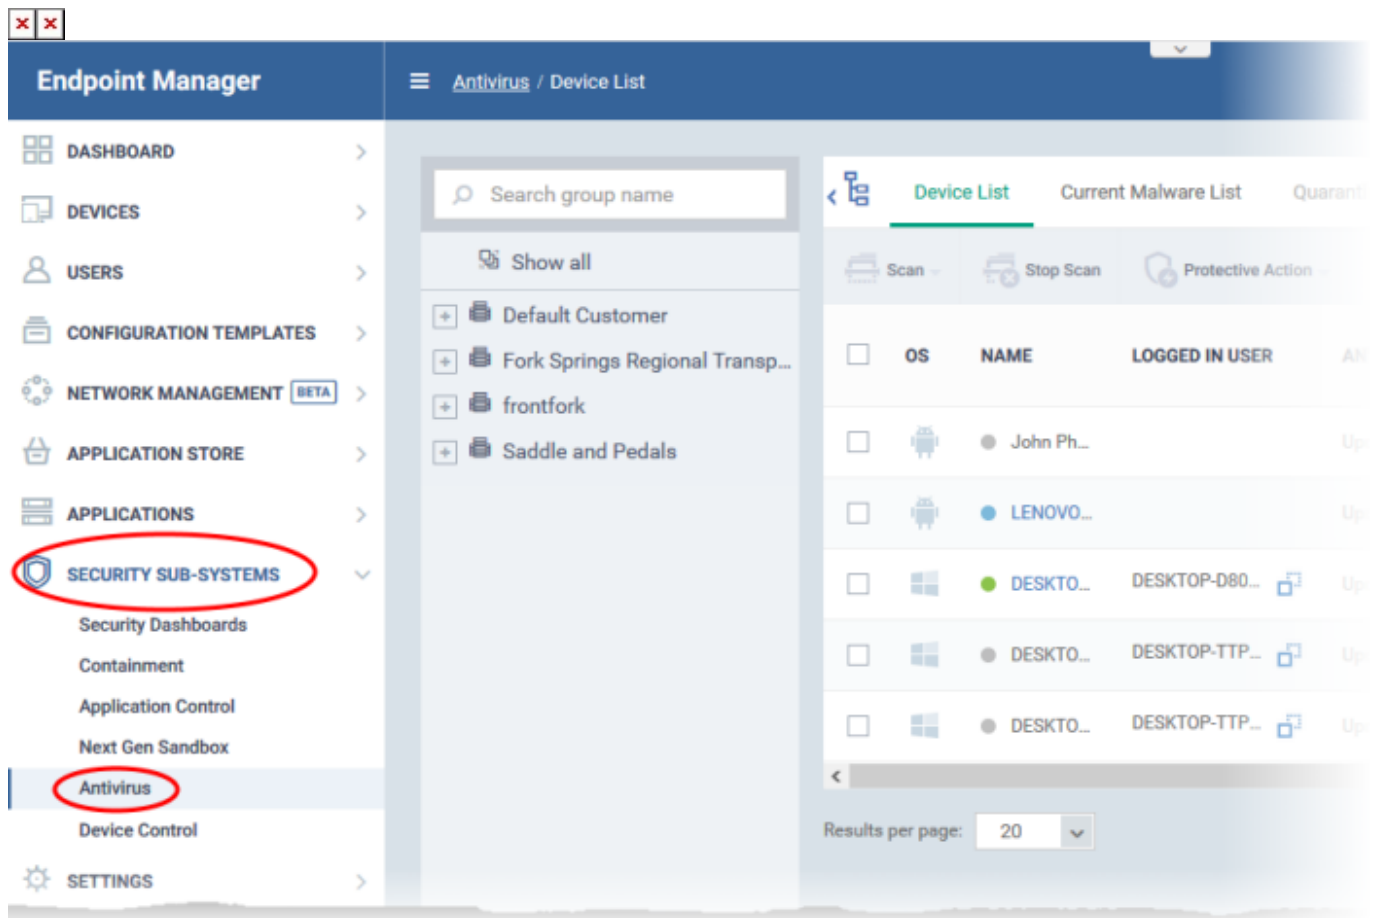 Endpoint Manager
Antivirus / Device List
DASHBOARD
DEVICES
USERS
CONFIGURATION TEMPLATES
NETWORK MANAGEMENT BETA
APPLICATION STORE
APPLICATIONS
SECURITY SUB-SYSTEMS
Security Dashboards
Containment
Application Control
Next Gen Sandbox
Antivirus
Device Control
SETTINGS
Search group name
Show all
Default Customer
Fork Springs Regional Transp...
frontfork
Saddle and Pedals
Device List Current Malware List Quaranti
Scan Stop Scan Protective Action
OS NAME LOGGED IN USER AN
John Ph...
LENOVO...
DESKTO... DESKTOP-D80...
DESKTO... DESKTOP-TTP...
DESKTO... DESKTOP-TTP...
Results per page: 20